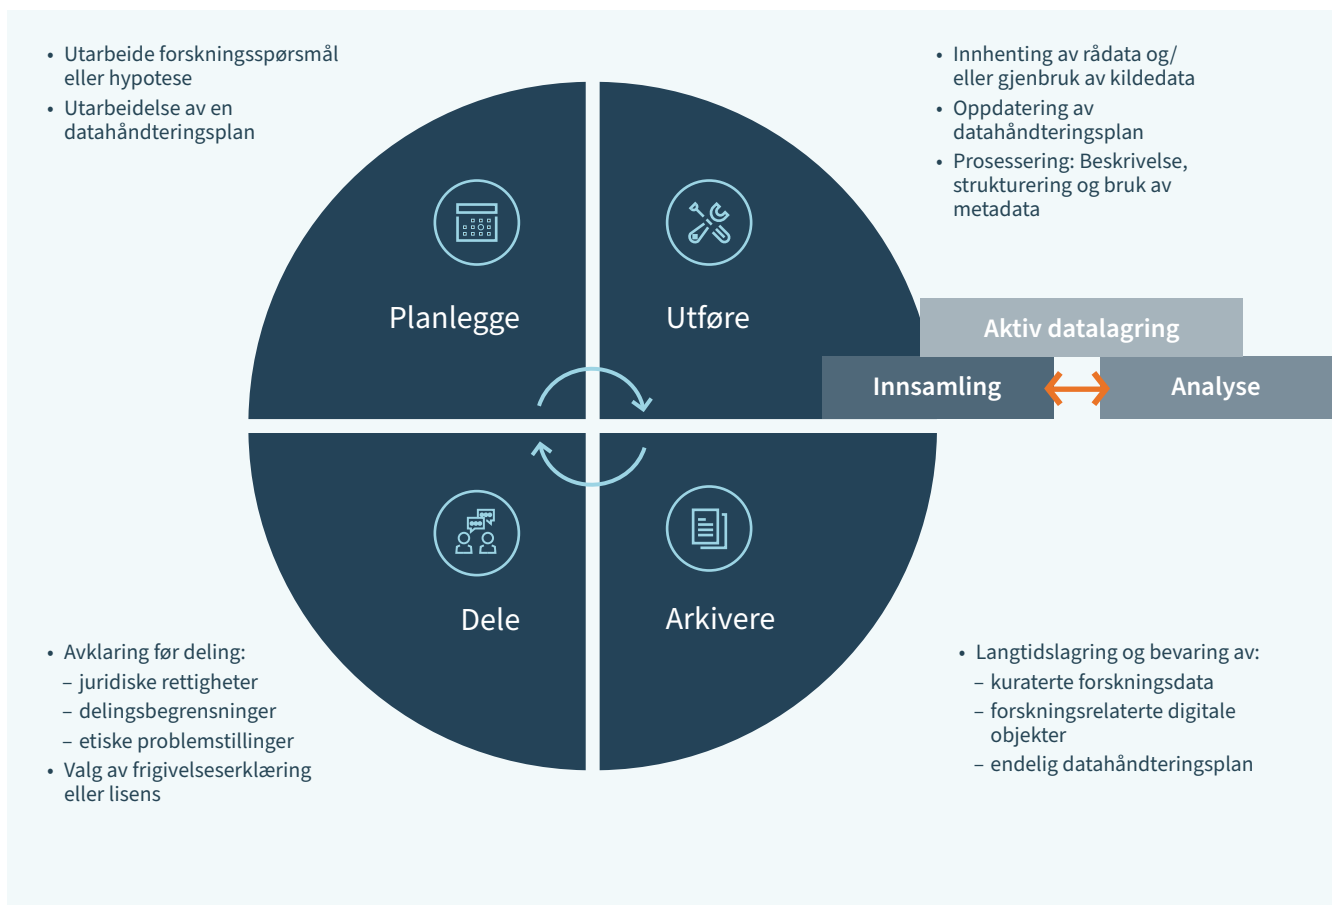 • Utarbeide forskningsspørsmål
eller hypotese
• Utarbeidelse av en
datahåndteringsplan
• Innhenting av rådata og/
eller gjenbruk av kildedata
• Oppdatering av
datahåndteringsplan
• Prosessering: Beskrivelse,
strukturering og bruk av
metadata
Planlegge
Utføre
Aktiv datalagring
Innsamling
Analyse
Dele
Arkivere
• Avklaring før deling:
– juridiske rettigheter
– delingsbegrensninger
– etiske problemstillinger
• Valg av frigivelseserklæring
eller lisens
• Langtidslagring og bevaring av:
– kuraterte forskningsdata
– forskningsrelaterte digitale
objekter
– endelig datahåndteringsplan